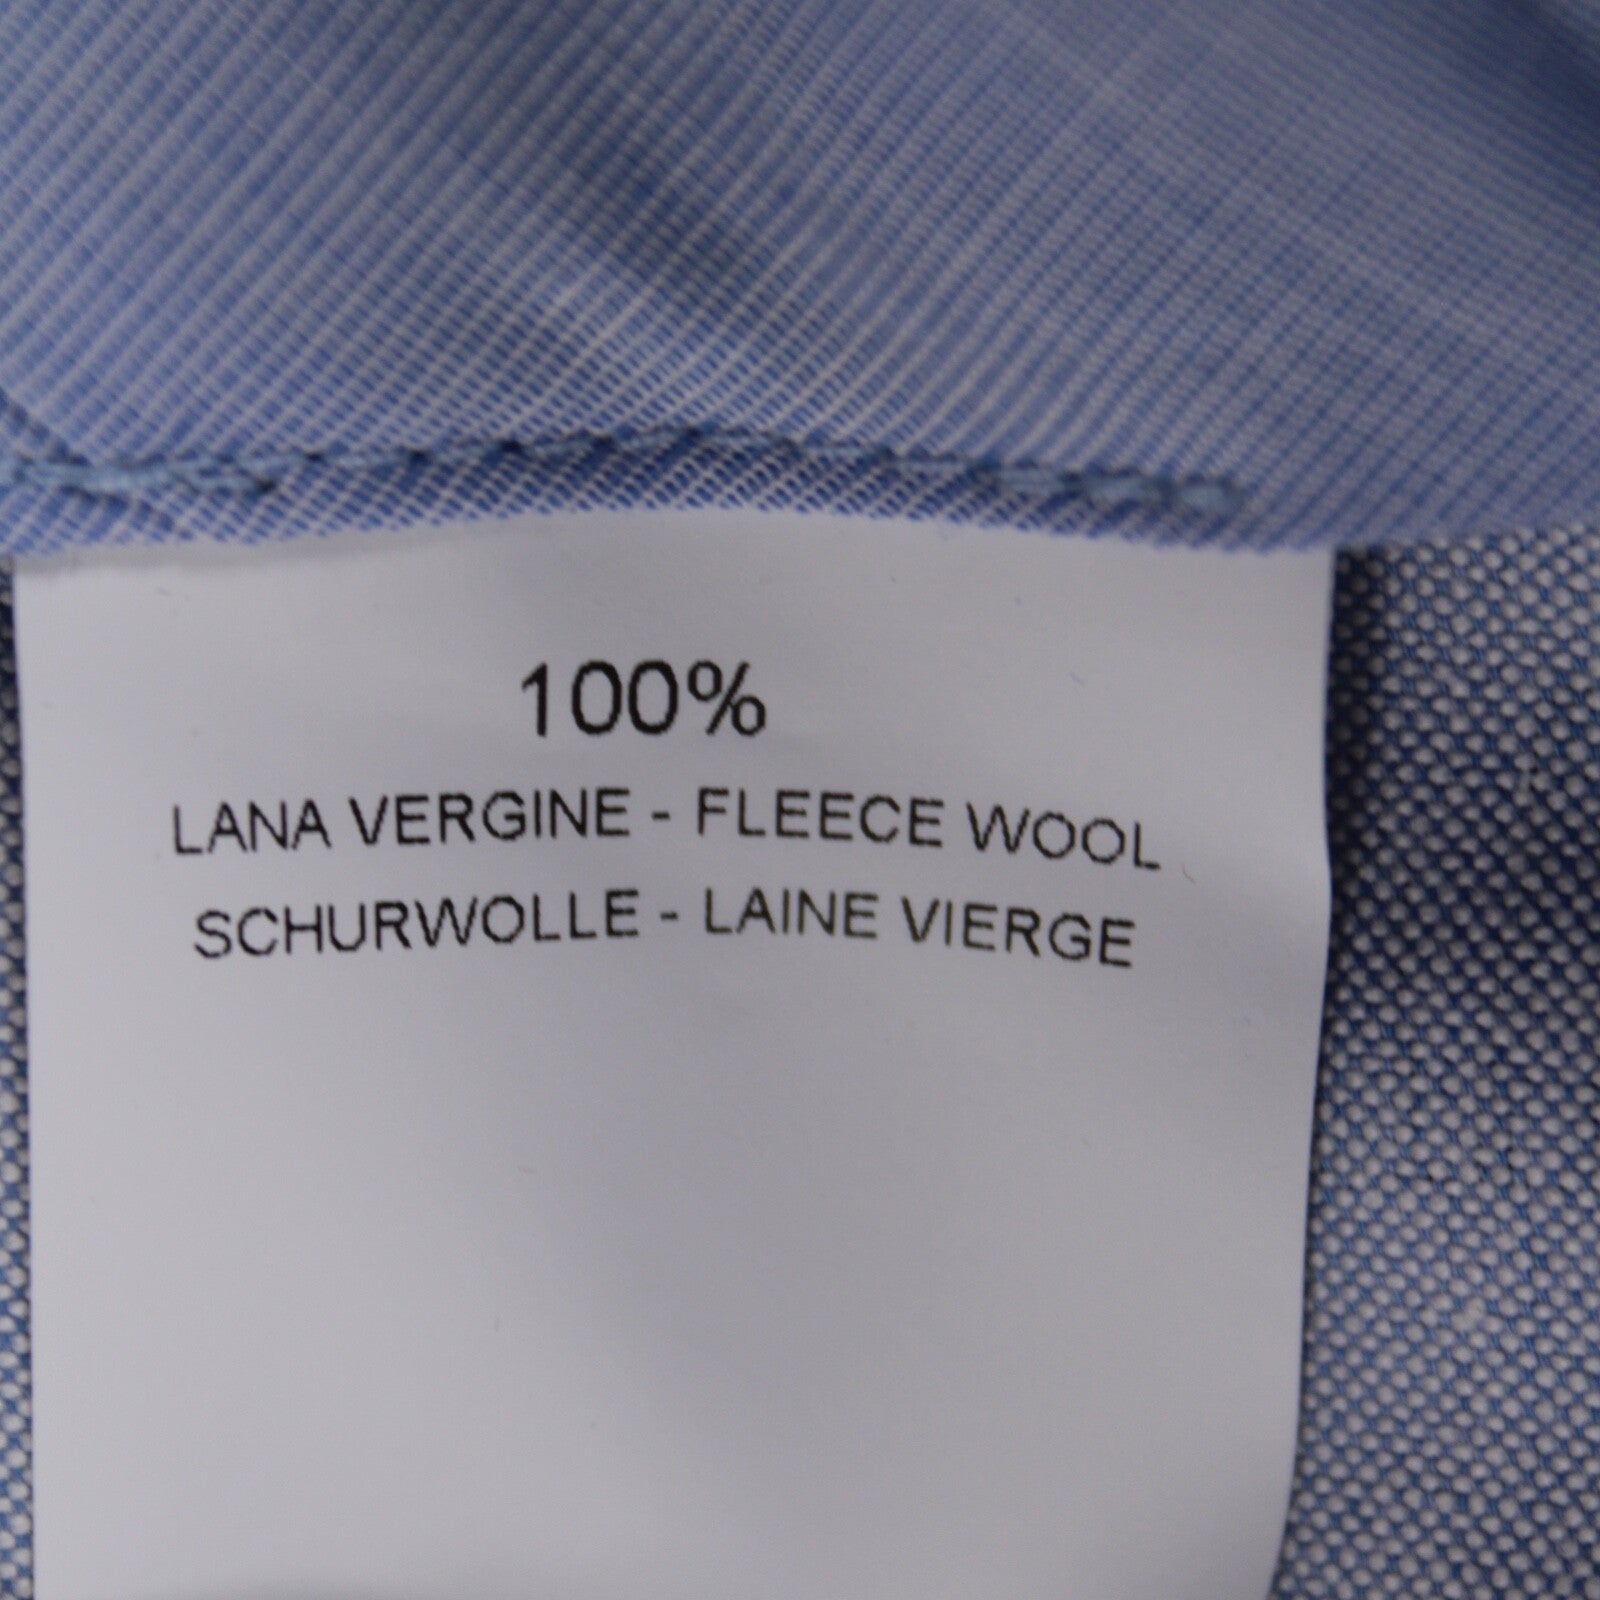 100%
LANA VERGINE - FLEECE WOOL
SCHURWOLLE - LAINE VIERGE